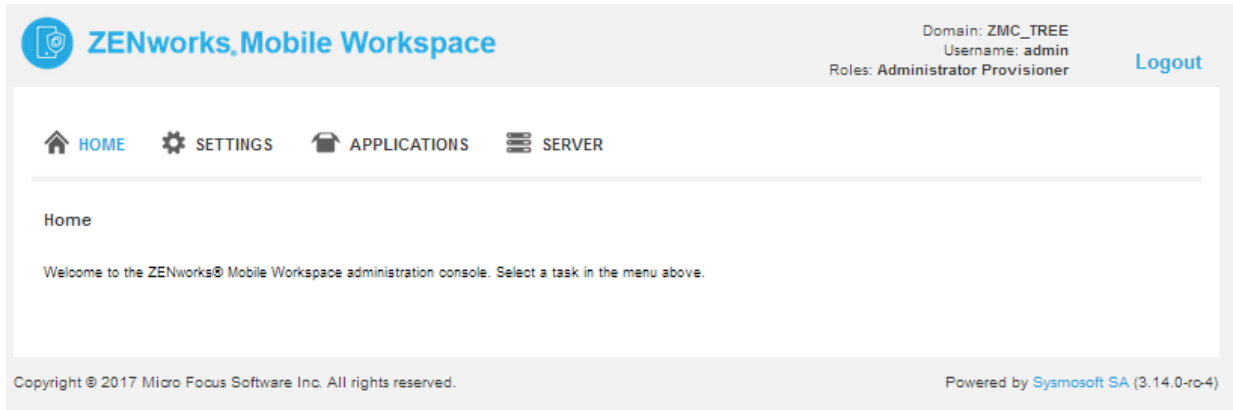 ZENworks® Mobile Workspace
Domain: ZMC_TREE
Username: admin
Roles: Administrator Provisioner
Logout
HOME SETTINGS APPLICATIONS SERVER
Home
Welcome to the ZENworks® Mobile Workspace administration console. Select a task in the menu above.
Copyright © 2017 Micro Focus Software Inc. All rights reserved. Powered by Sysmosoft SA (3.14.0-rc-4)